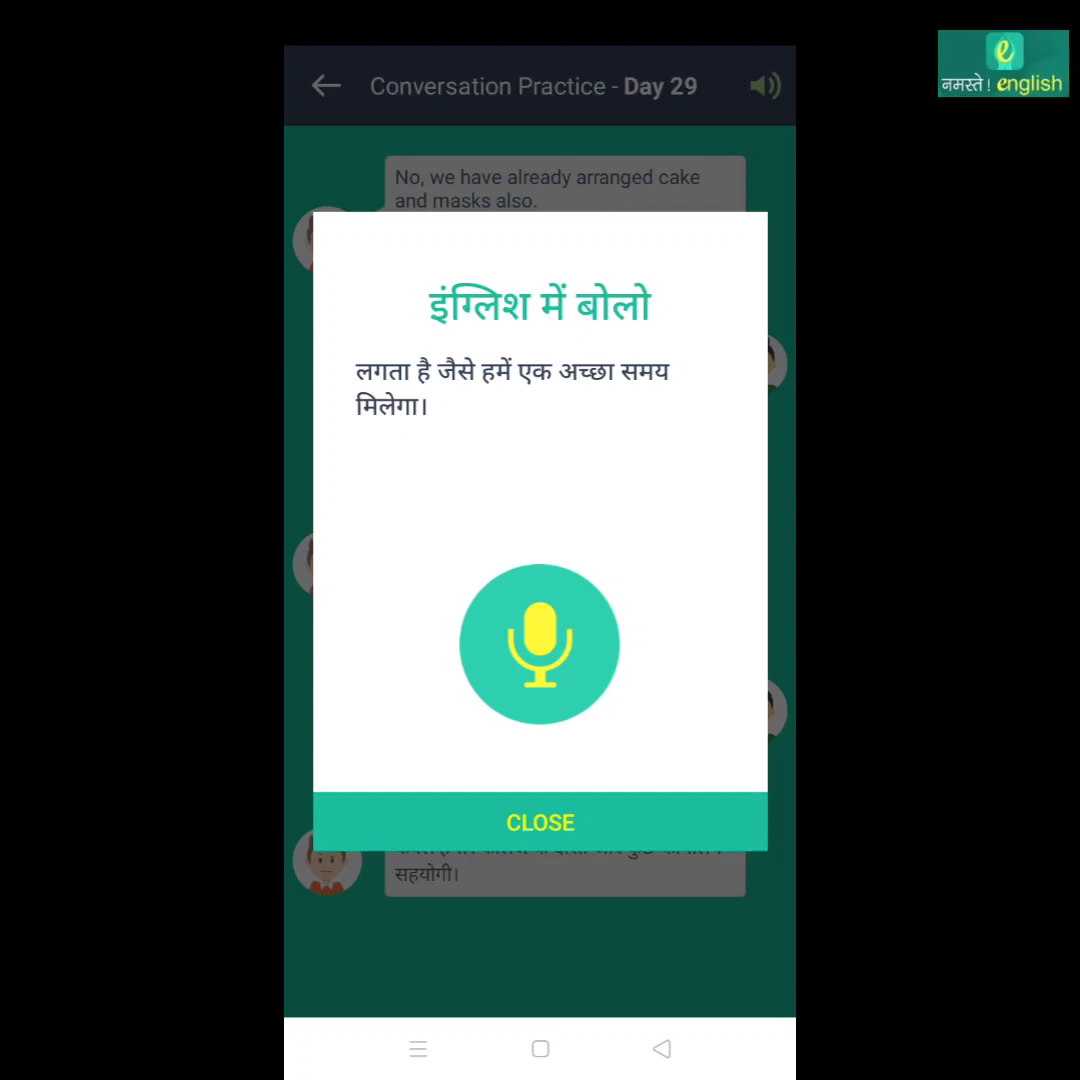 नमस्ते! english
Conversation Practice - Day 29
No, we have already arranged cake
and masks also.
इंग्लिश में बोलो
लगता है जैसे हमें एक अच्छा समय
मिलेगा।
CLOSE
सहयोगी।